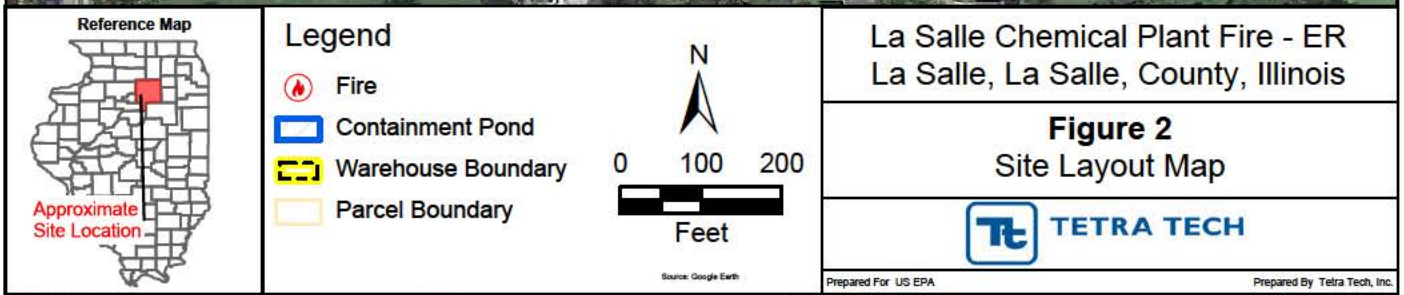 Reference Map
Approximate
Site Location
Legend
Fire
Containment Pond
Warehouse Boundary
Parcel Boundary
N
0 100 200
Feet
Source: Google Earth
La Salle Chemical Plant Fire - ER
La Salle, La Salle, County, Illinois
Figure 2
Site Layout Map
Tt TETRA TECH
Prepared For US EPA
Prepared By Tetra Tech, Inc.